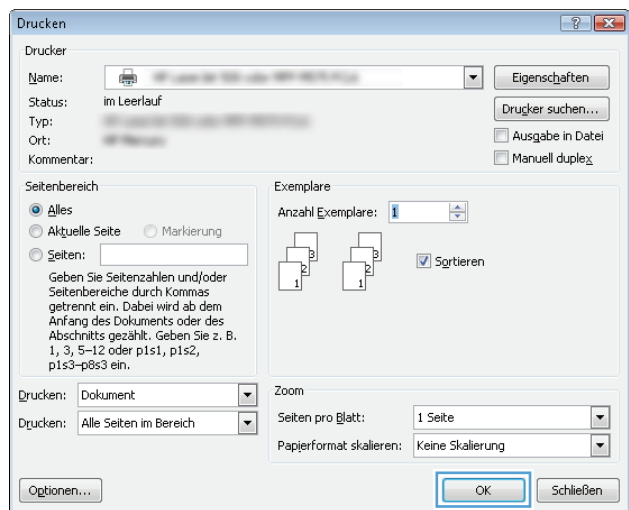 Drucken
Drucker
Name:
Eigenschaften
Status: im Leerlauf
Drucker suchen...
Typ:
Ort:
Ausgabe in Datei
Kommentar:
Manuell duplex
Seitenbereich
Alles
Aktuelle Seite Markierung
Seiten:
Geben Sie Seitenzahlen und/oder
Seitenbereiche durch Kommas
getrennt ein. Dabei wird ab dem
Anfang des Dokuments oder des
Abschnitts gezählt. Geben Sie z. B.
1, 3, 5–12 oder p1s1, p1s2,
p1s3–p8s3 ein.
Exemplare
Anzahl Exemplare: 1
3 3
2 2
1 1
Sortieren
Drucken: Dokument
Drucken: Alle Seiten im Bereich
Zoom
Seiten pro Blatt: 1 Seite
Papierformat skalieren: Keine Skalierung
Optionen...
OK
Schließen